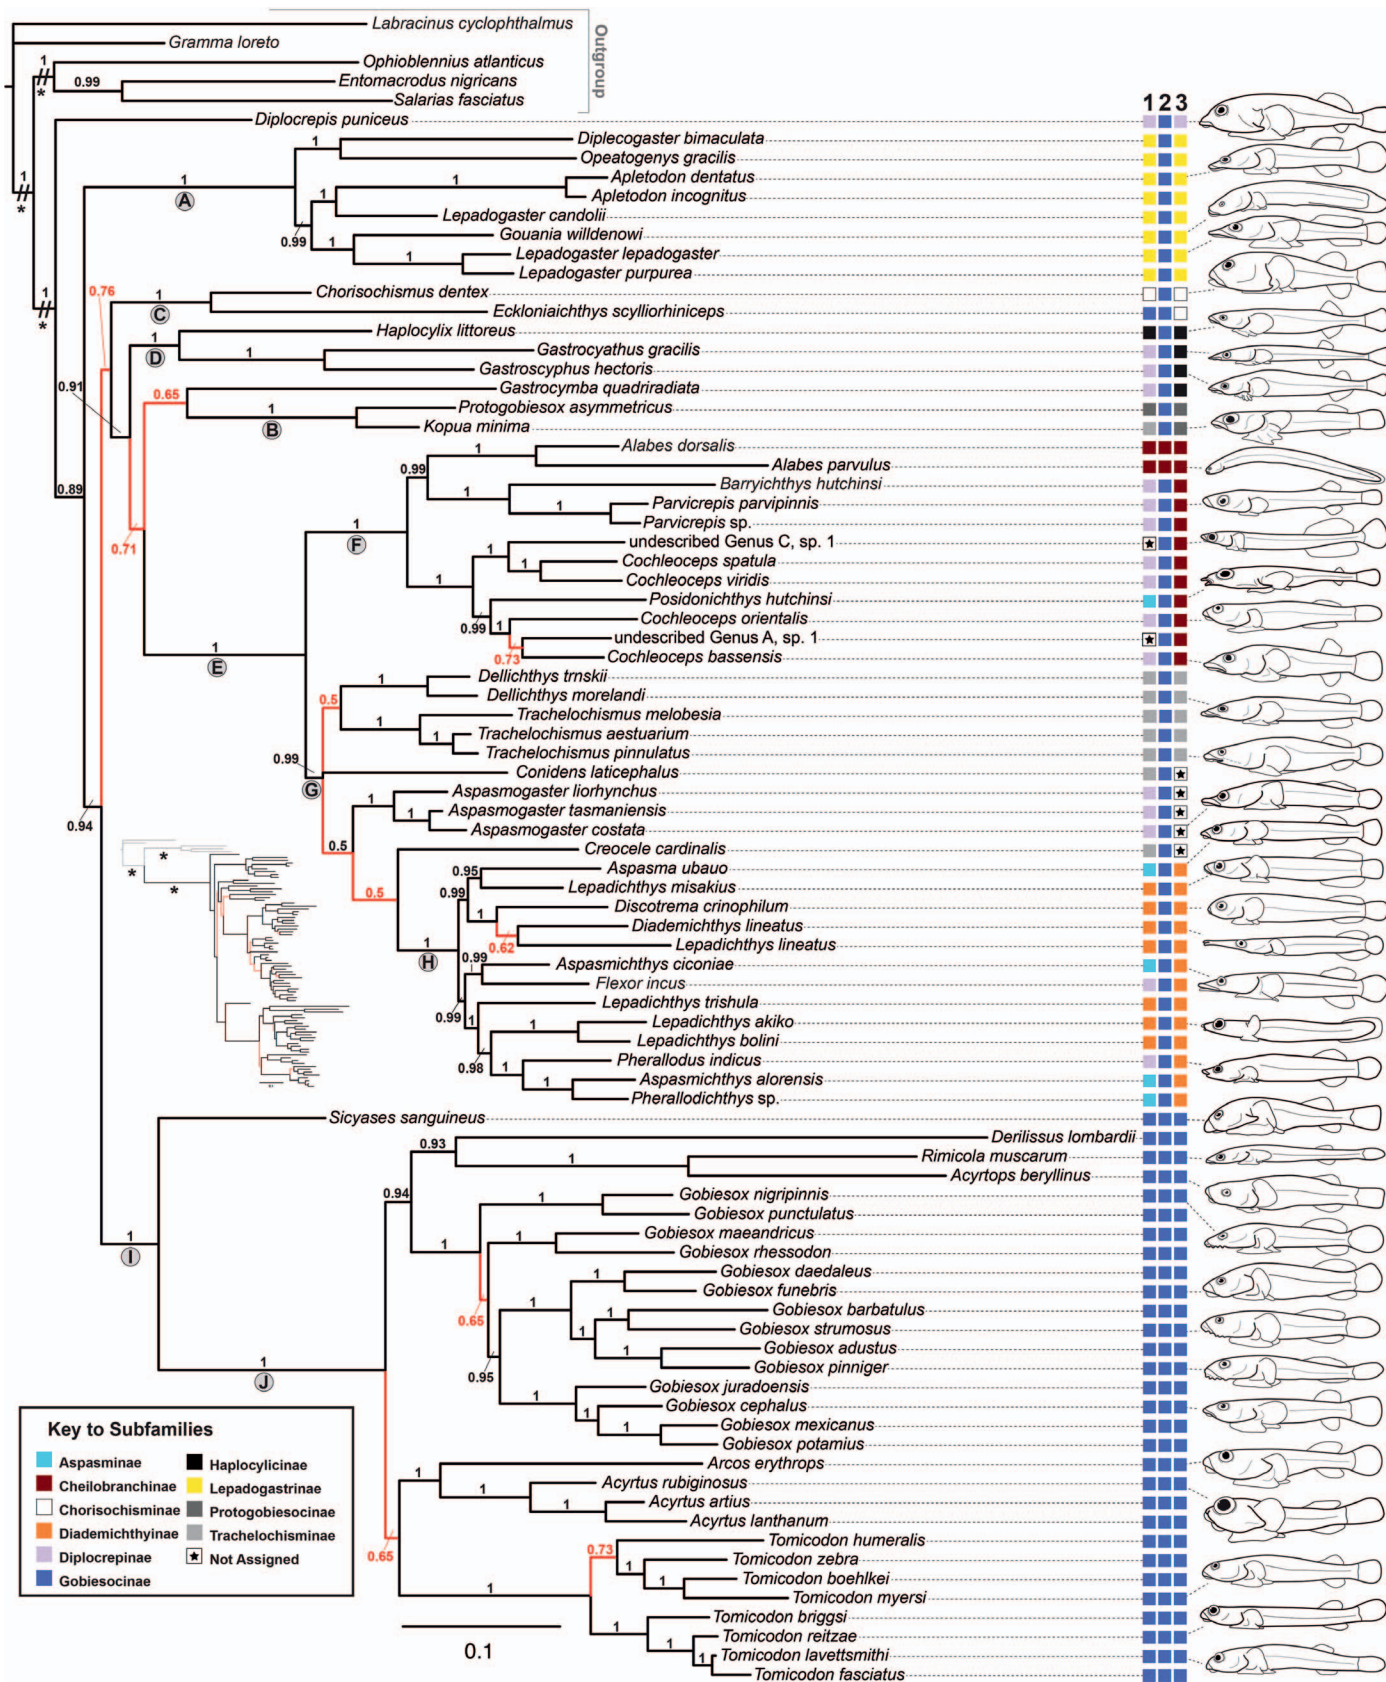 Labracinus cyclophthalmus
Gramma loreto
1
Ophioblennius atlanticus
*
0.99
Entomacrodus nigricans
Salarias fasciatus
Outgroup
1 2 3
Diplocrepis puniceus
1
Diplecogaster bimaculata
Opeatogenys gracilis
1
*
1
A
1
1
Apletodon dentatus
Apletodon incognitus
Lepadogaster candolii
0.99
1
Gouania willdenowi
1
Lepadogaster lepadogaster
Lepadogaster purpurea
0.76
1
*
1
C
Chorisochismus dentex
Eckloniaichthys scylliorhiniceps
1
D
Haplocylix littoreus
1
Gastrocyathus gracilis
Gastroscyphus hectoris
0.91
0.65
Gastrocymba quadriradiata
1
B
Protogobiesox asymmetricus
Kopua minima
0.99
1
Alabes dorsalis
Alabes parvulus
0.89
1
Barryichthys hutchinsi
1
Parvicrepis parvipinnis
Parvicrepis sp.
0.71
1
F
1
undescribed Genus C, sp. 1
1
Cochleoceps spatula
Cochleoceps viridis
1
0.99
Posidonichthys hutchinsi
1
Cochleoceps orientalis
undescribed Genus A, sp. 1
0.73
Cochleoceps bassensis
1
E
1
Dellichthys trnskii
Dellichthys morelandi
0.5
1
Trachelochismus melobesia
1
Trachelochismus aestuarium
Trachelochismus pinnulatus
0.99
G
Conidens laticephalus
1
Aspasmogaster liorhynchus
1
Aspasmogaster tasmaniensis
Aspasmogaster costata
0.94
0.5
Creocele cardinalis
0.95
Aspasma ubauo
*
*
*
0.5
0.99
Lepadichthys misakius
1
Discotrema crinophilum
Diademichthys lineatus
0.62
Lepadichthys lineatus
1
H
0.99
Aspasmichthys ciconiae
Flexor incus
0.99
1
Lepadichthys trishula
1
Lepadichthys akiko
Lepadichthys bolini
0.98
1
Pherallodus indicus
1
Aspasmichthys alorensis
Pherallodichthys sp.
Sicyases sanguineus
0.93
Derilissus lombardii
1
Rimicola muscarum
Acyrtops beryllinus
0.94
1
Gobiesox nigripinnis
Gobiesox punctulatus
1
I
1
1
Gobiesox maeandricus
Gobiesox rhessodon
0.65
1
1
Gobiesox daedaleus
Gobiesox funebris
1
Gobiesox barbatulus
1
Gobiesox strumosus
1
Gobiesox adustus
Gobiesox pinniger
1
J
0.95
1
Gobiesox juradoensis
1
Gobiesox cephalus
1
Gobiesox mexicanus
Gobiesox potamius
Key to Subfamilies
Aspasminae
Cheilobranchinae
Chorisochisminae
Diademichthyinae
Diplocrepinae
Gobiesocinae
Haplocylicinae
Lepadogastrinae
Protogobiesocinae
Trachelochisminae
Not Assigned
1
Arcos erythrops
1
Acyrtus rubiginosus
1
Acyrtus artius
Acyrtus lanthanum
0.65
0.73
Tomicodon humeralis
1
Tomicodon zebra
1
Tomicodon boehlkei
Tomicodon myersi
1
1
Tomicodon briggsi
1
Tomicodon reitzae
1
Tomicodon lavettsmithi
Tomicodon fasciatus
0.1